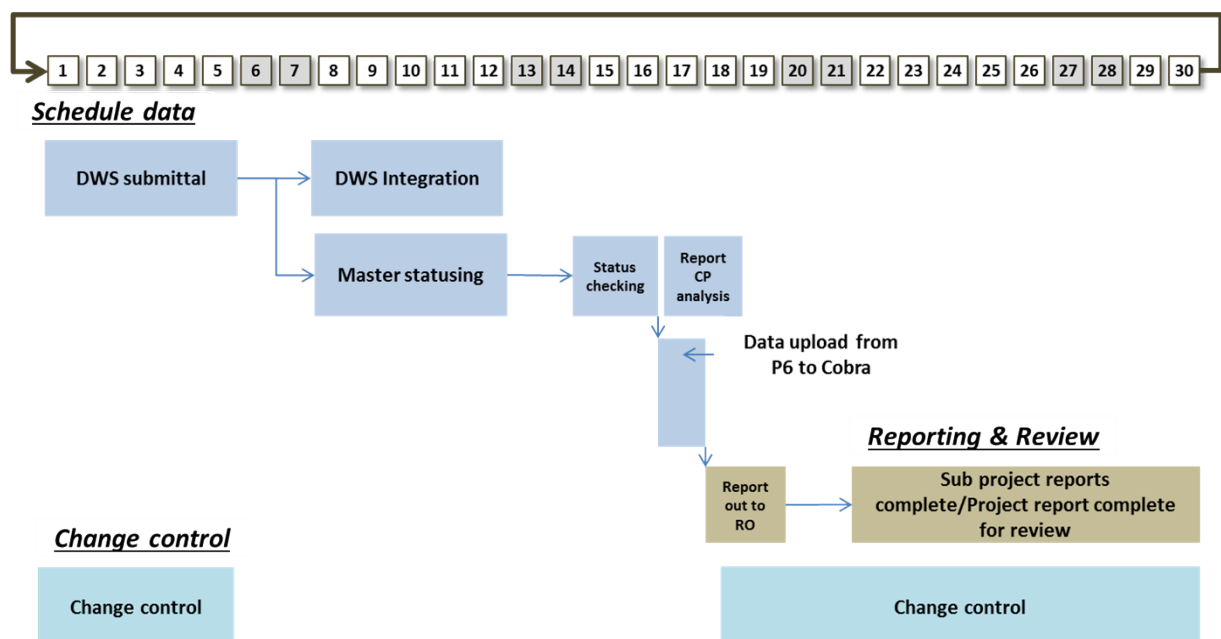 1 2 3 4 5 6 7 8 9 10 11 12 13 14 15 16 17 18 19 20 21 22 23 24 25 26 27 28 29 30
Schedule data
DWS submittal
DWS Integration
Master statusing
Status
checking
Report
CP
analysis
Data upload from
P6 to Cobra
Reporting & Review
Report
out to
RO
Sub project reports
complete/Project report complete
for review
Change control
Change control
Change control